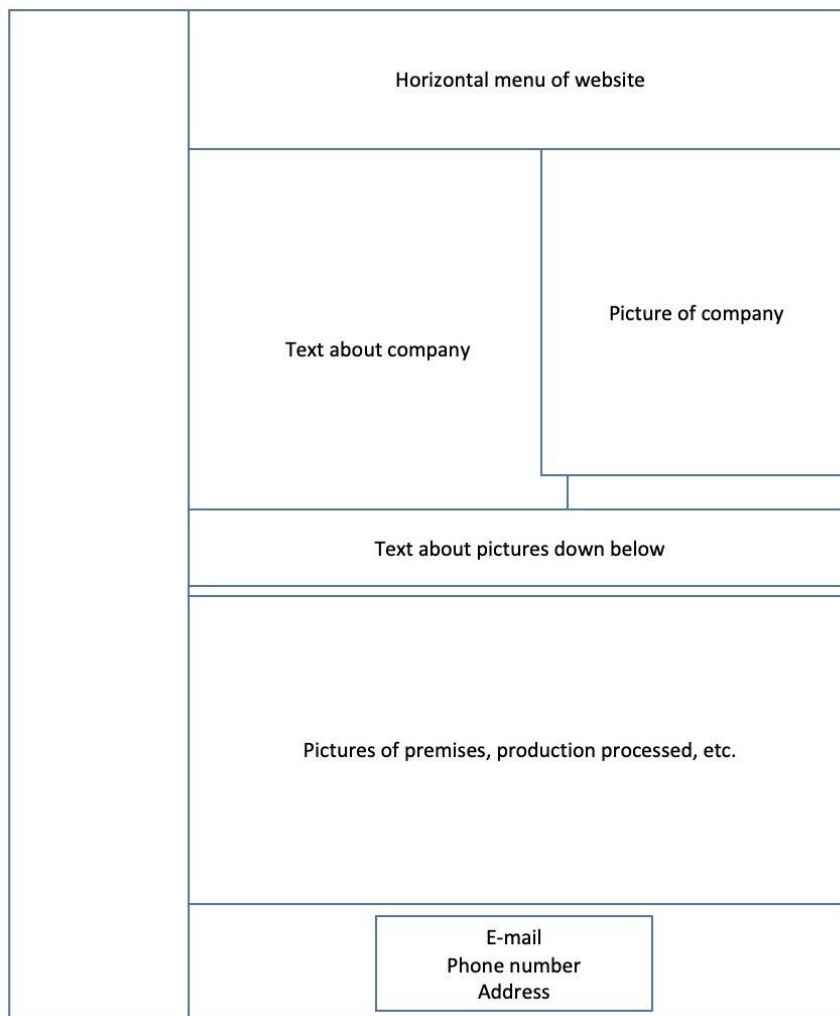 Horizontal menu of website
Text about company
Picture of company
Text about pictures down below
Pictures of premises, production processed, etc.
E-mail
Phone number
Address